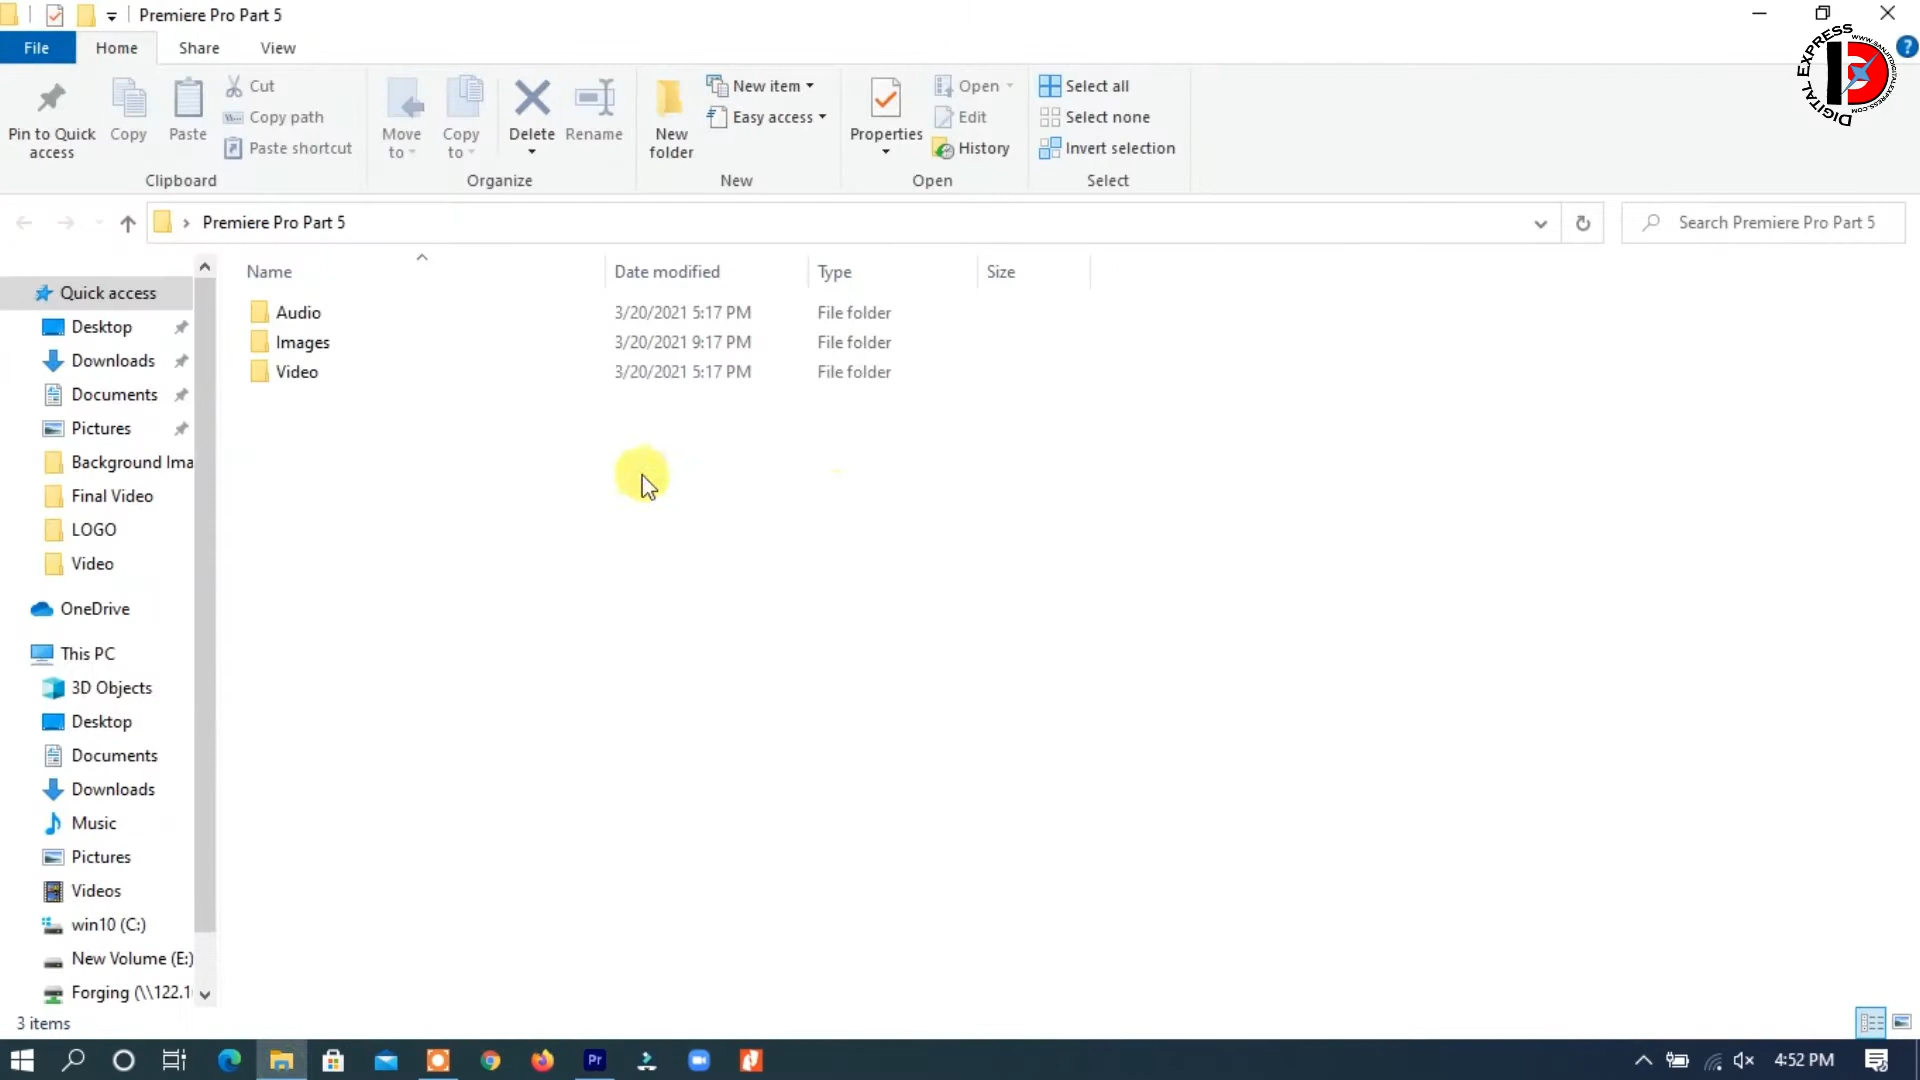 Premiere Pro Part 5
File Home Share View
Pin to Quick access
Copy
Paste
Cut
Copy path
Paste shortcut
Clipboard
Move to
Copy to
Delete
Rename
Organize
New folder
New item
Easy access
New
Properties
Open
Edit
History
Open
Select all
Select none
Invert selection
Select
DIGITAL EXPRESS
WWW.SANJITDIGITALEXPRESS.COM
?
Premiere Pro Part 5
Search Premiere Pro Part 5
Name Date modified Type Size
Audio 3/20/2021 5:17 PM File folder
Images 3/20/2021 9:17 PM File folder
Video 3/20/2021 5:17 PM File folder
Quick access
Desktop
Downloads
Documents
Pictures
Background Ima
Final Video
LOGO
Video
OneDrive
This PC
3D Objects
Desktop
Documents
Downloads
Music
Pictures
Videos
win10 (C:)
New Volume (E:)
Forging (\\122.1
3 items
Pr
4:52 PM